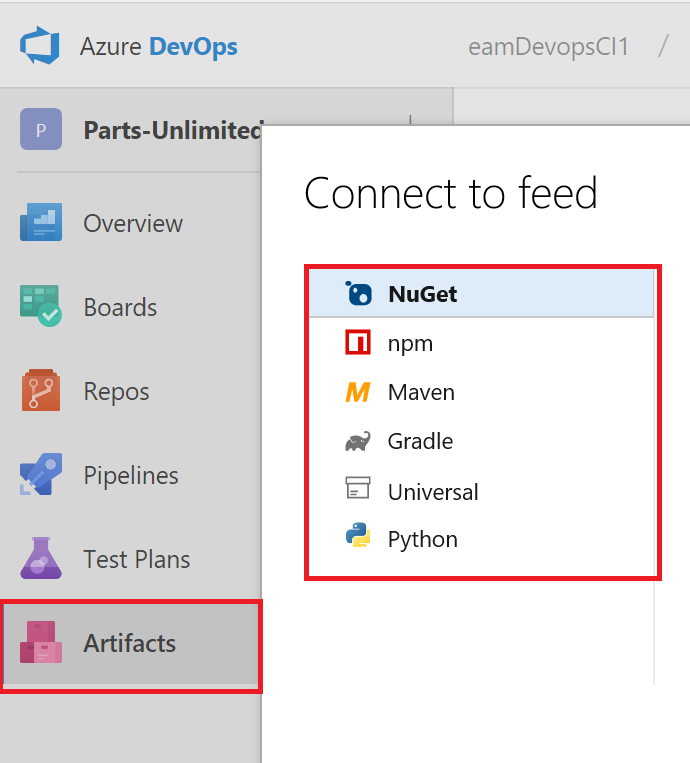 Azure DevOps
eamDevopsCI1 /
P
Parts-Unlimited
Overview
Boards
Repos
Pipelines
Test Plans
Artifacts
Connect to feed
NuGet
npm
Maven
Gradle
Universal
Python